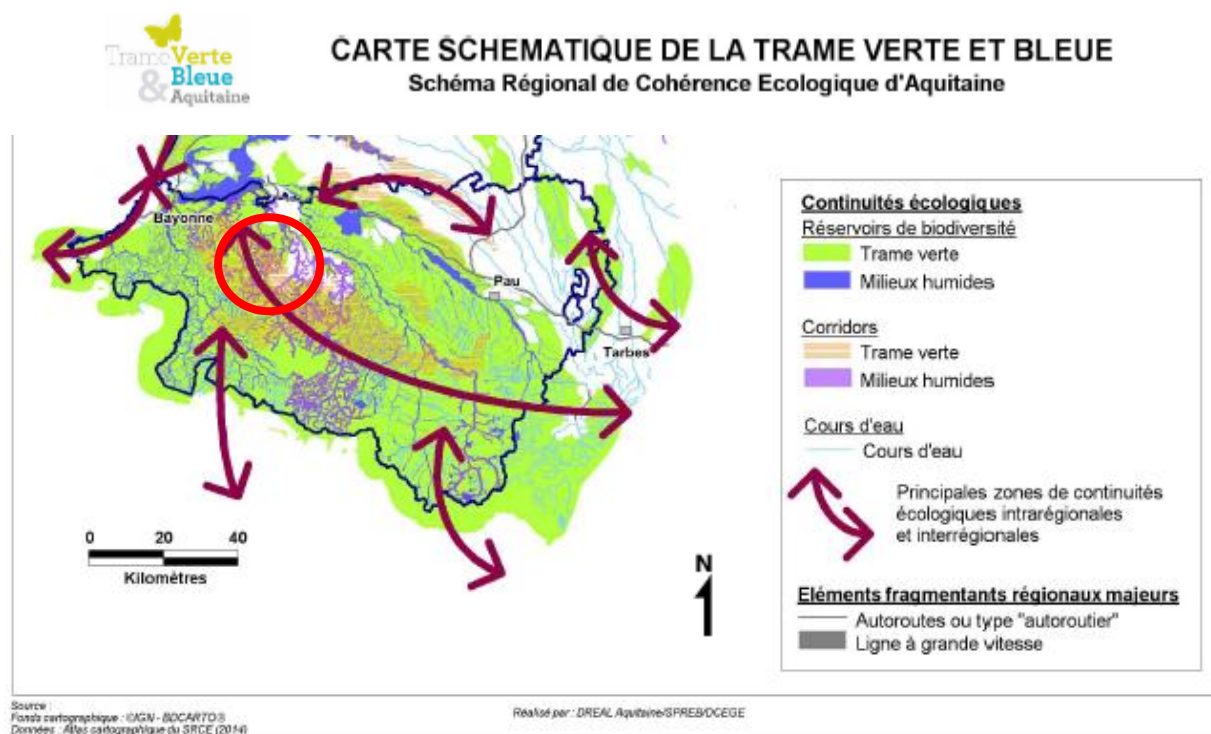 Trame Verte
& Bleue
Aquitaine
CARTE SCHEMATIQUE DE LA TRAME VERTE ET BLEUE
Schéma Régional de Cohérence Ecologique d'Aquitaine
Bayonne
Pau
Tarbes
0 20 40
Kilomètres
N
Continuités écologiques
Réservoirs de biodiversité
Trame verte
Milieux humides
Corridors
Trame verte
Milieux humides
Cours d'eau
Cours d'eau
Principales zones de continuités
écologiques intrarégionales
et interrégionales
Eléments fragmentants régionaux majeurs
Autoroutes ou type "autoroutier"
Ligne à grande vitesse
Source :
Fonds cartographique : ©IGN - BDCARTO®
Données : Atlas cartographique du SRCE (2014)
Réalisé par : DREAL Aquitaine/SPREB/DCEGE